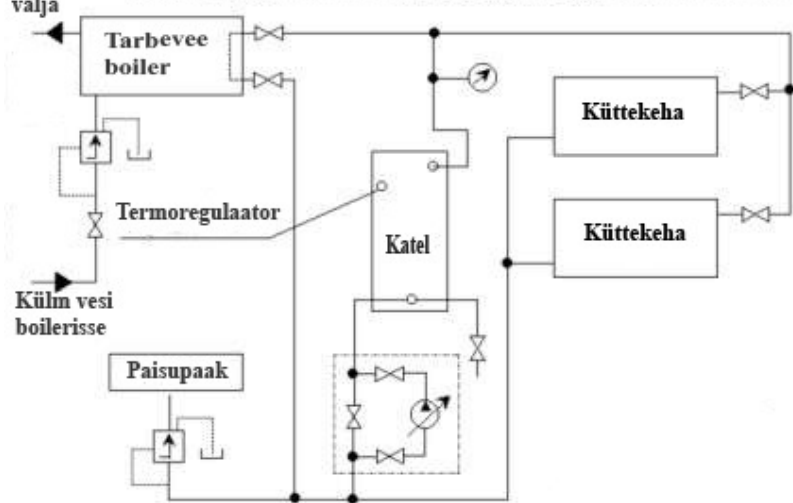 välja
Tarbevee
boiler
Küttekeha
Termoregulaator
Katel
Küttekeha
Külm vesi
boilerisse
Paisupaak